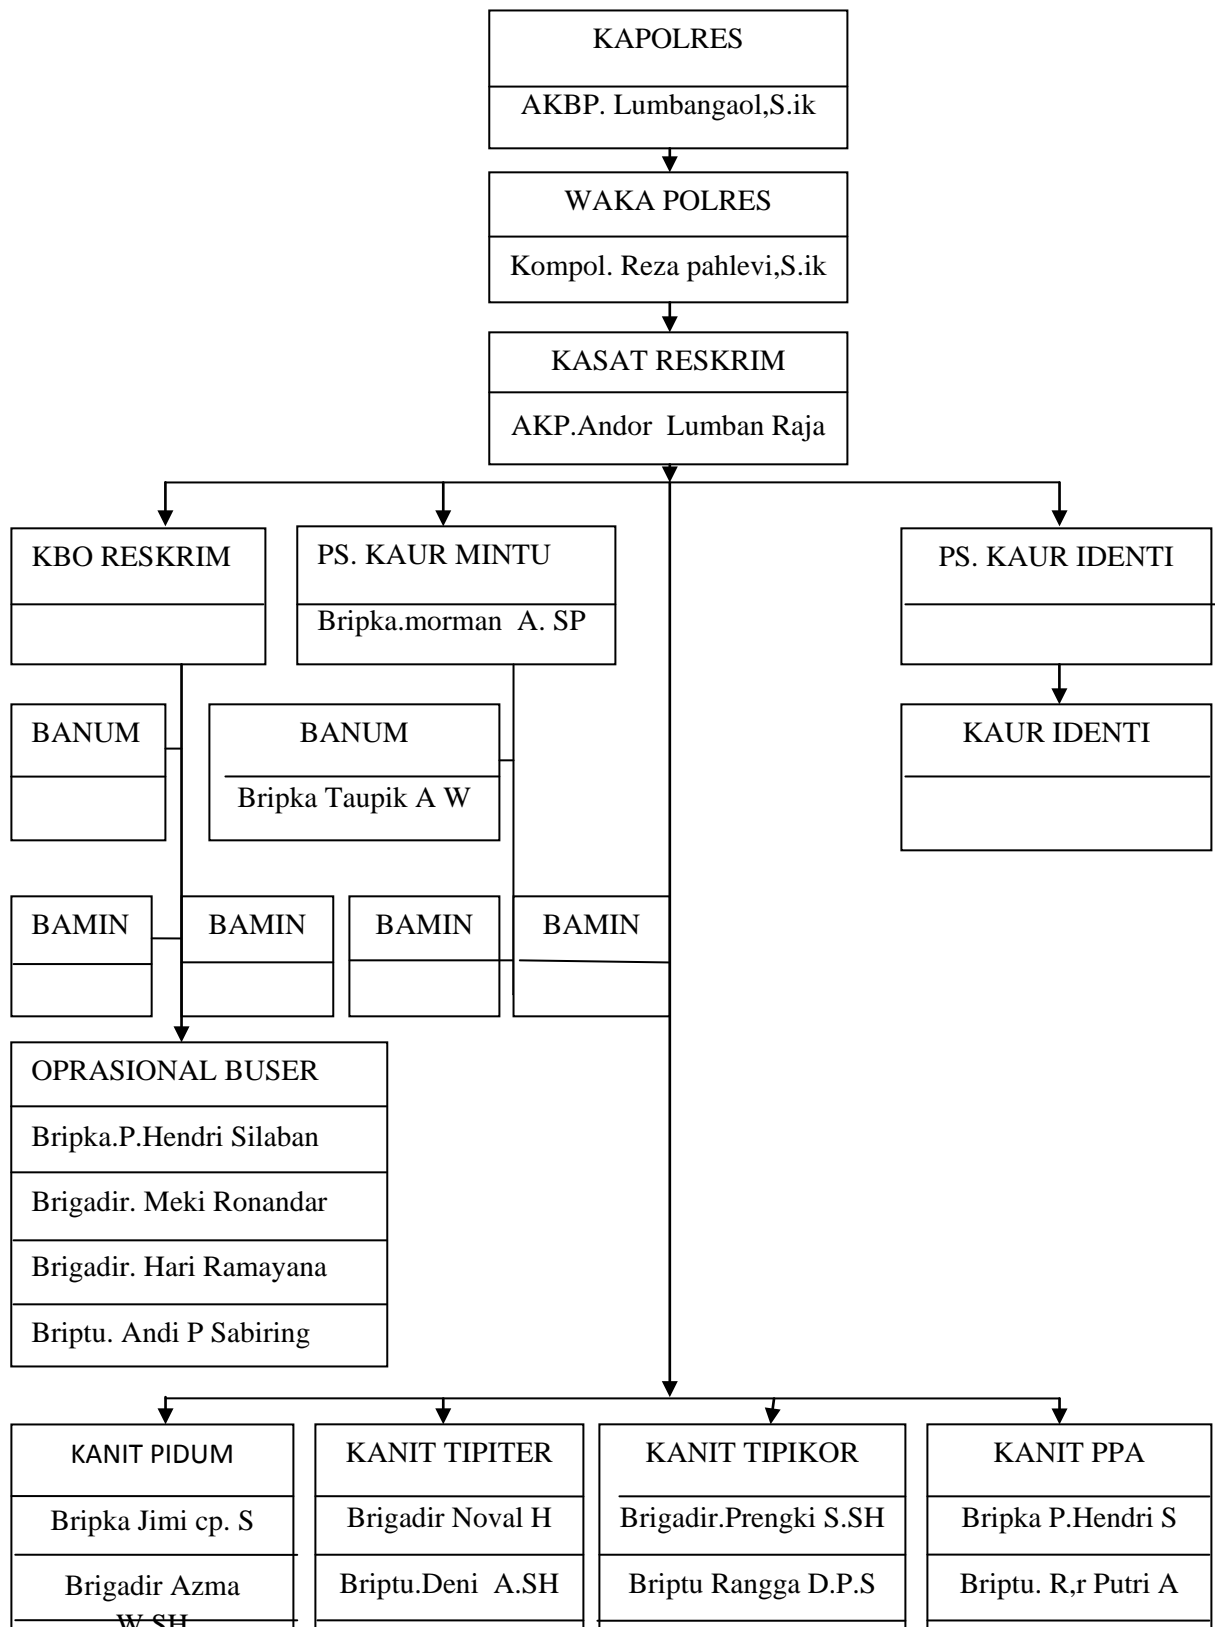 KAPOLRES
AKBP. Lumbangaol,S.ik
WAKA POLRES
Kompol. Reza pahlevi,S.ik
KASAT RESKRIM
AKP.Andor Lumban Raja
KBO RESKRIM
PS. KAUR MINTU
Bripka.morman A. SP
PS. KAUR IDENTI
BANUM
BANUM
Bripka Taupik A W
KAUR IDENTI
BAMIN
BAMIN
BAMIN
BAMIN
OPRASIONAL BUSER
Bripka.P.Hendri Silaban
Brigadir. Meki Ronandar
Brigadir. Hari Ramayana
Briptu. Andi P Sabiring
KANIT PIDUM
Bripka Jimi cp. S
Brigadir Azma
W.SH
KANIT TIPITER
Brigadir Noval H
Briptu.Deni A.SH
KANIT TIPIKOR
Brigadir.Prengki S.SH
Briptu Rangga D.P.S
KANIT PPA
Bripka P.Hendri S
Briptu. R,r Putri A